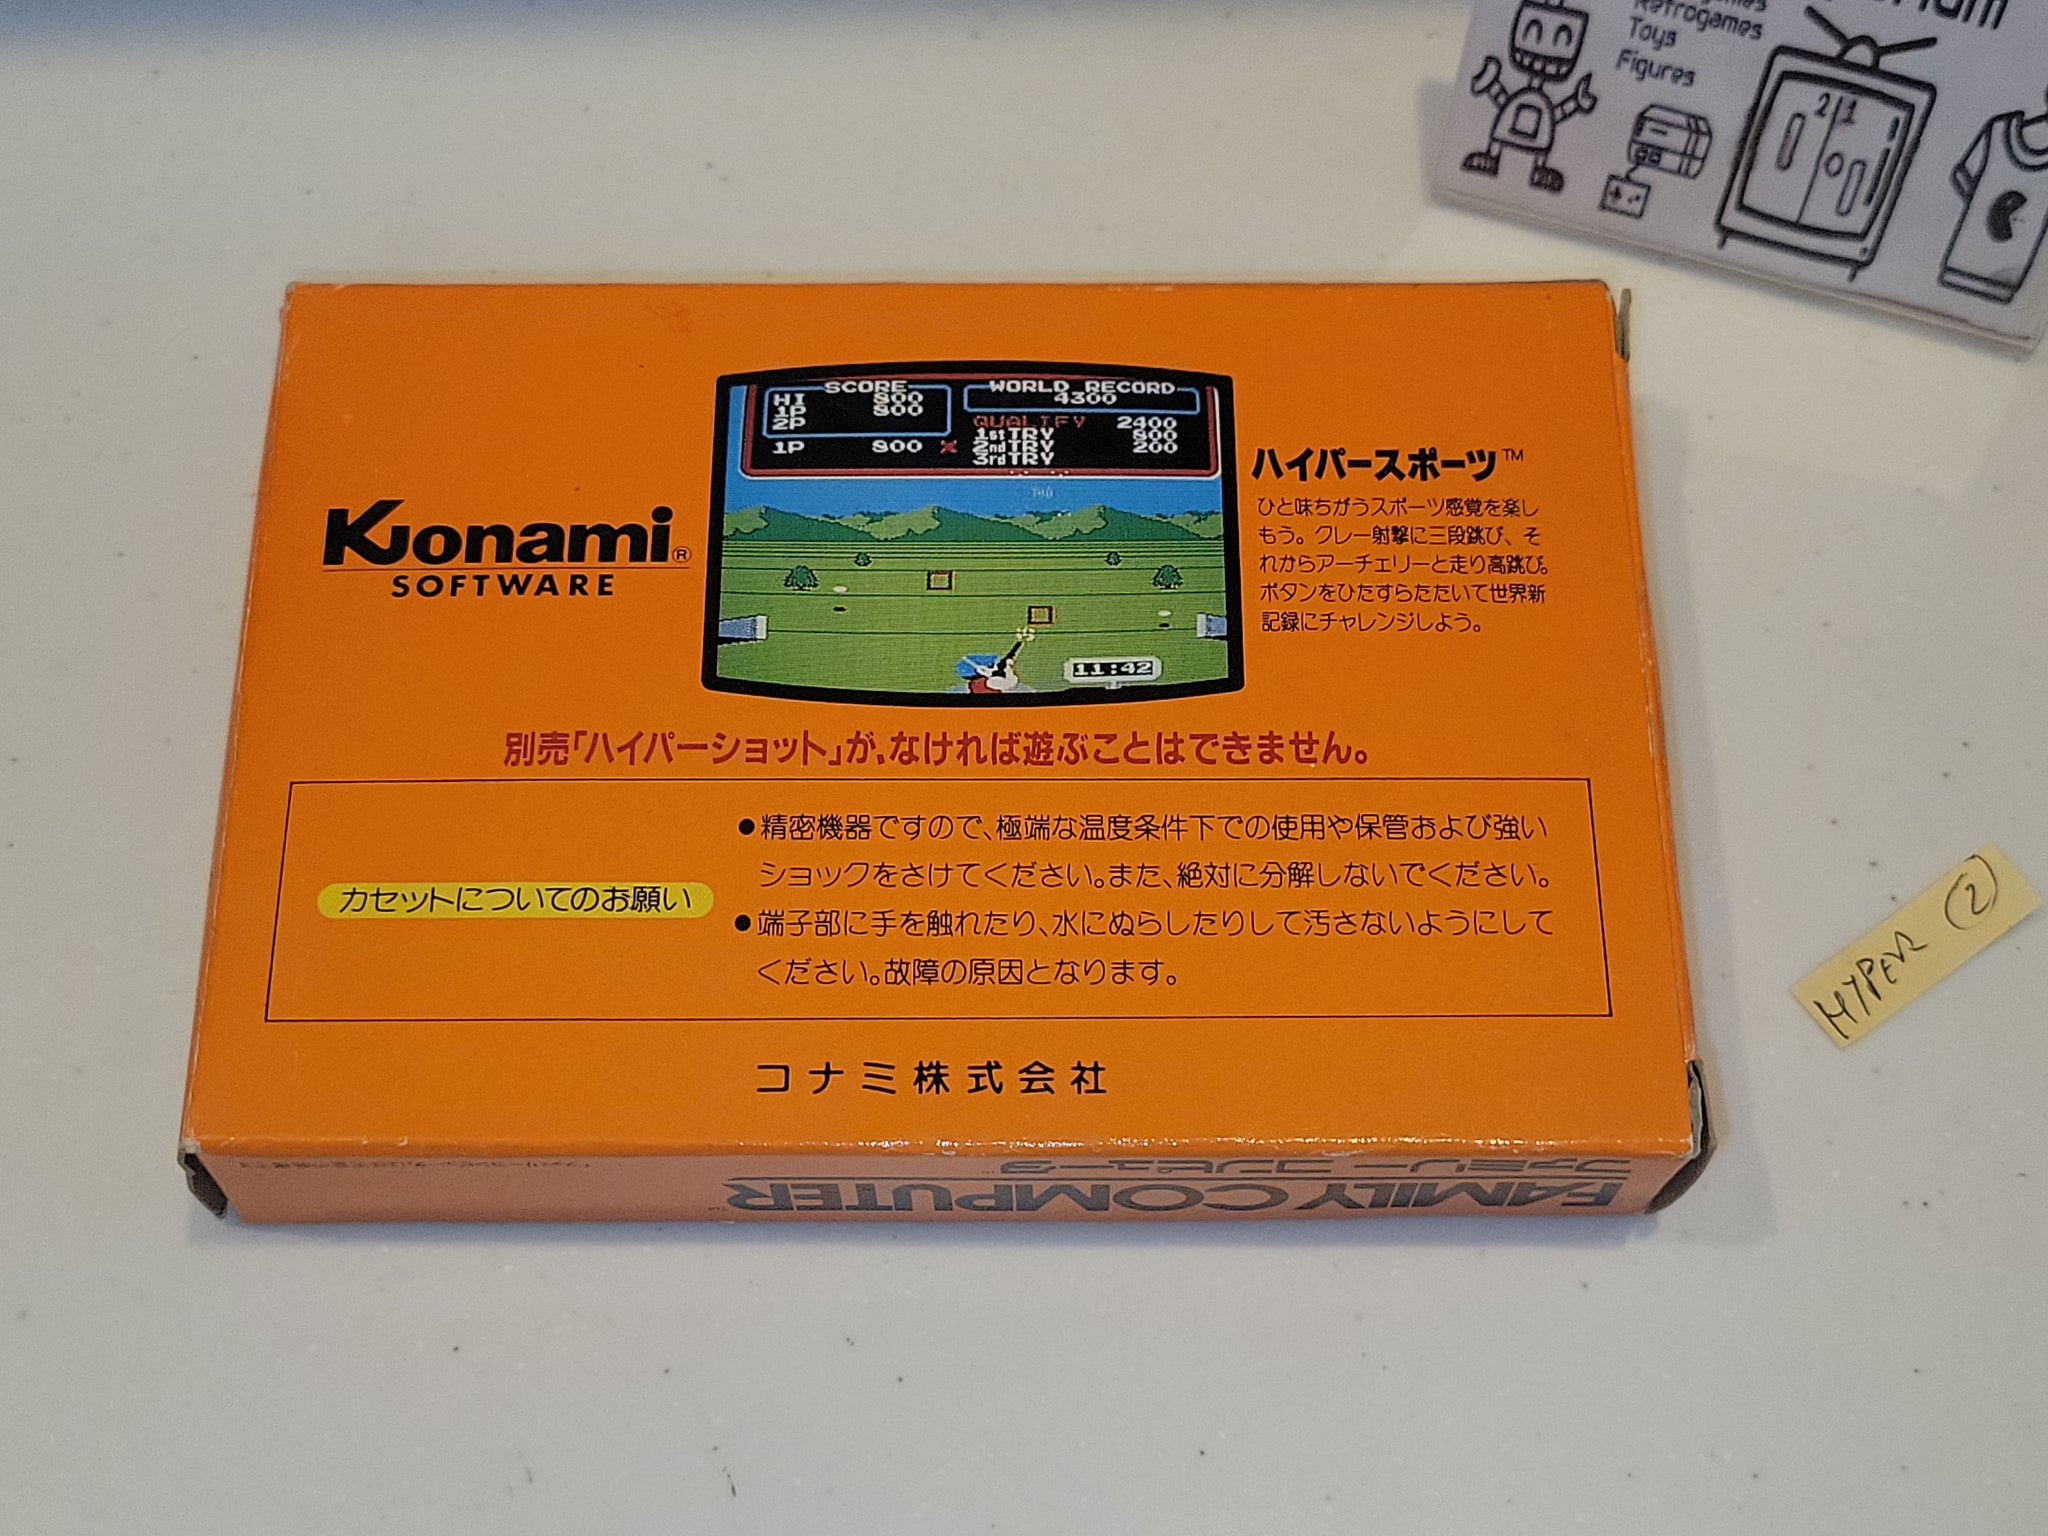 Retrogames
Toys
Figures
2 1
Konami®
SOFTWARE
SCORE
HI 800
1P 800
2P
1P 800
WORLD RECORD
4300
QUALIFY 2400
1st TRY 800
2nd TRY 200
3rd TRY
11:42
ハイパースポーツ™
ひと味ちがうスポーツ感覚を楽し
もう。クレー射撃に三段跳び、そ
れからアーチェリーと走り高跳び。
ボタンをひたすらたたいて世界新
記録にチャレンジしよう。
別売「ハイパーショット」が、なければ遊ぶことはできません。
カセットについてのお願い
●精密機器ですので、極端な温度条件下での使用や保管および強い
ショックをさけてください。また、絶対に分解しないでください。
●端子部に手を触れたり、水にぬらしたりして汚さないようにして
ください。故障の原因となります。
コナミ株式会社
FAMILY COMPUTER™
ファミリーコンピュータ™
HYPER 2